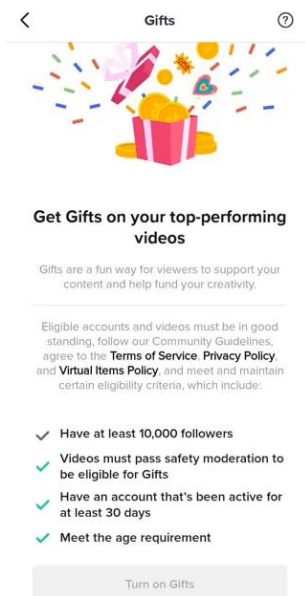 Gifts
Get Gifts on your top-performing
videos
Gifts are a fun way for viewers to support your
content and help fund your creativity.
Eligible accounts and videos must be in good
standing, follow our Community Guidelines,
agree to the Terms of Service, Privacy Policy,
and Virtual Items Policy, and meet and maintain
certain eligibility criteria, which include:
Have at least 10,000 followers
Videos must pass safety moderation to
be eligible for Gifts
Have an account that's been active for
at least 30 days
Meet the age requirement
Turn on Gifts